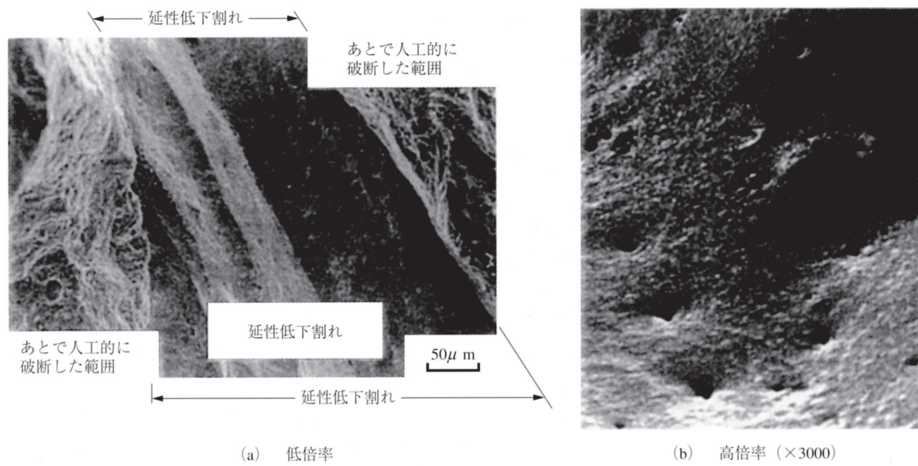 延性低下割れ
あとで人工的に
破断した範囲
延性低下割れ
あとで人工的に
破断した範囲
50μ m
延性低下割れ
(a) 低倍率
(b) 高倍率（×3000）